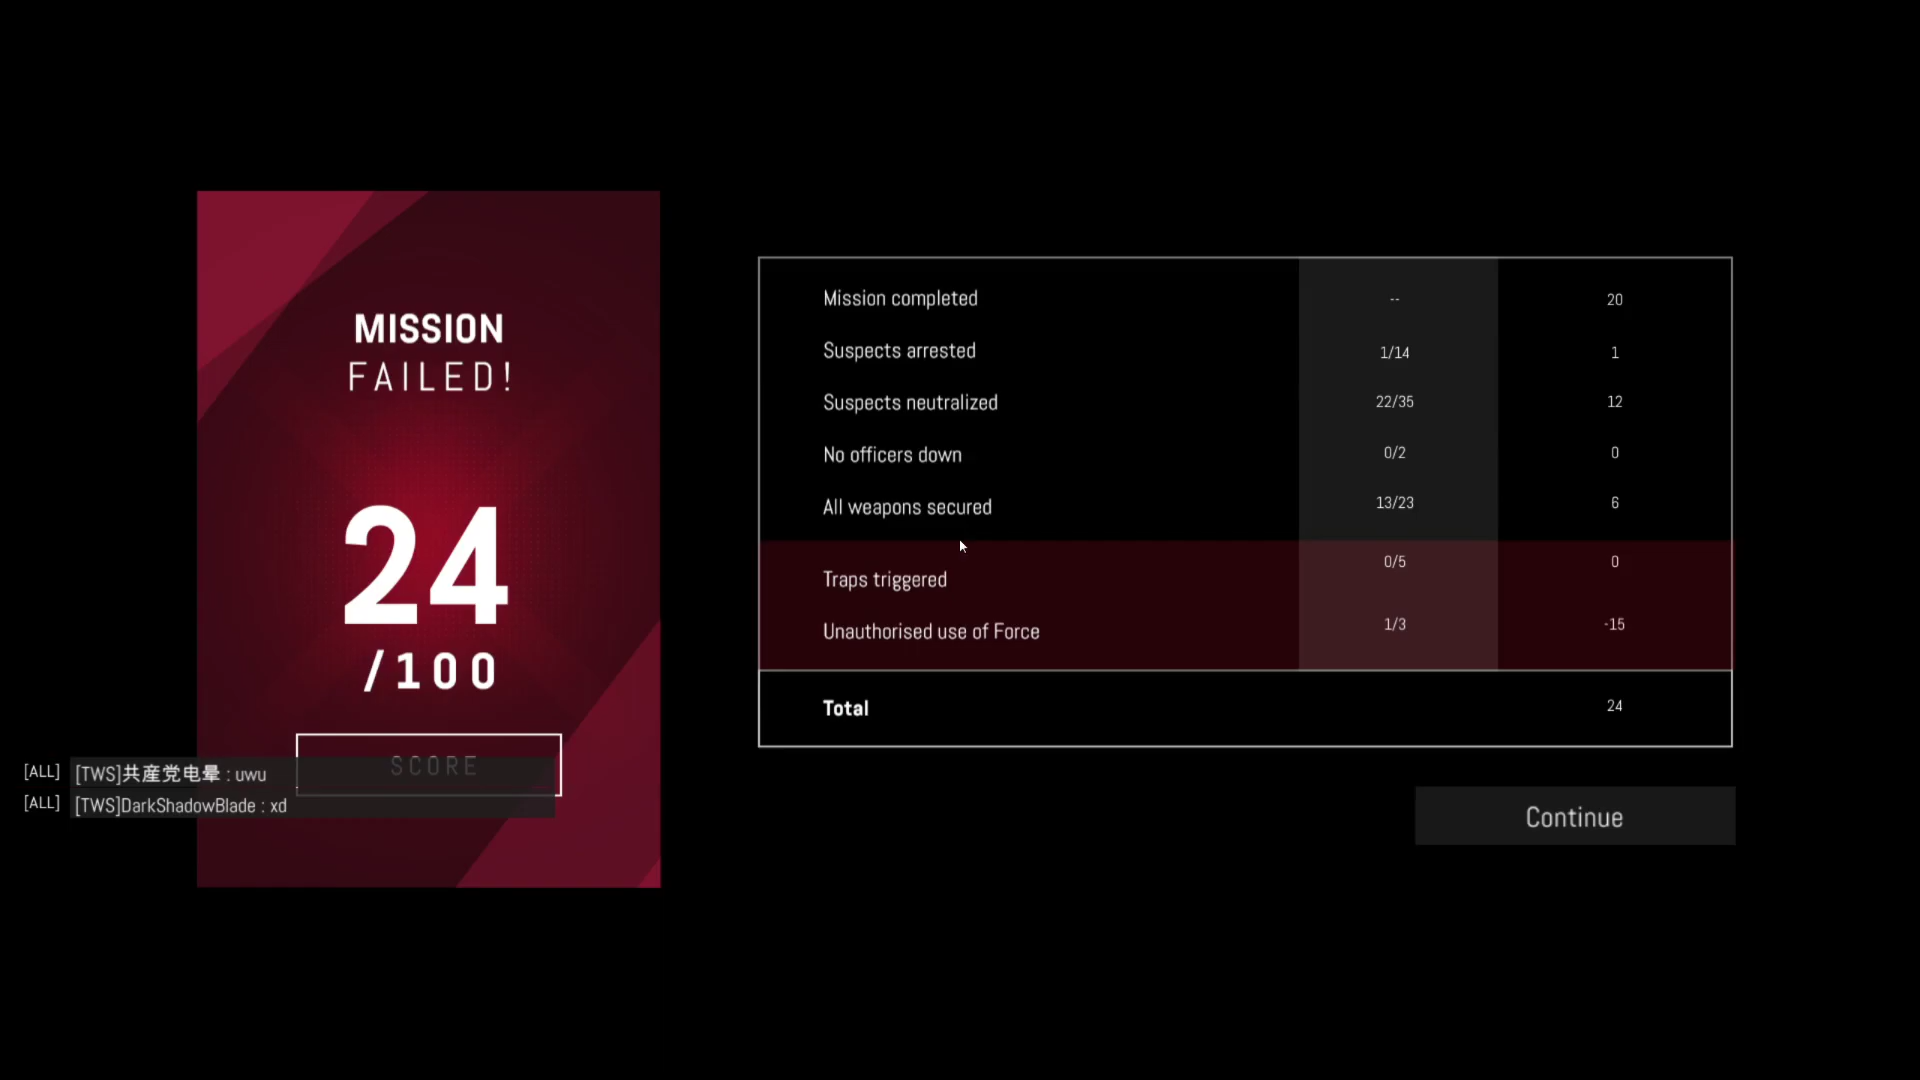 MISSION
FAILED!
24
/100
SCORE
[ALL] [TWS]共産党电晕 : uwu
[ALL] [TWS]DarkShadowBlade : xd
Mission completed -- 20
Suspects arrested 1/14 1
Suspects neutralized 22/35 12
No officers down 0/2 0
All weapons secured 13/23 6
Traps triggered 0/5 0
Unauthorised use of Force 1/3 -15
Total 24
Continue